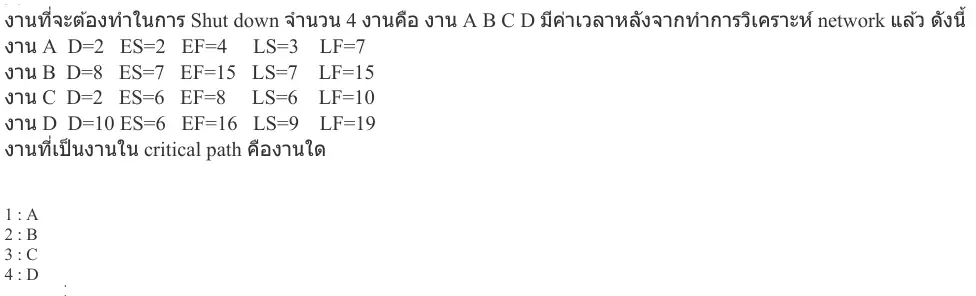 งานที่จะต้องทำในการ Shut down จำนวน 4 งานคือ งาน A B C D มีค่าเวลาหลังจากทำการวิเคราะห์ network แล้ว ดังนี้
งาน A D=2 ES=2 EF=4 LS=3 LF=7
งาน B D=8 ES=7 EF=15 LS=7 LF=15
งาน C D=2 ES=6 EF=8 LS=6 LF=10
งาน D D=10 ES=6 EF=16 LS=9 LF=19
งานที่เป็นงานใน critical path คืองานใด
1 : A
2 : B
3 : C
4 : D